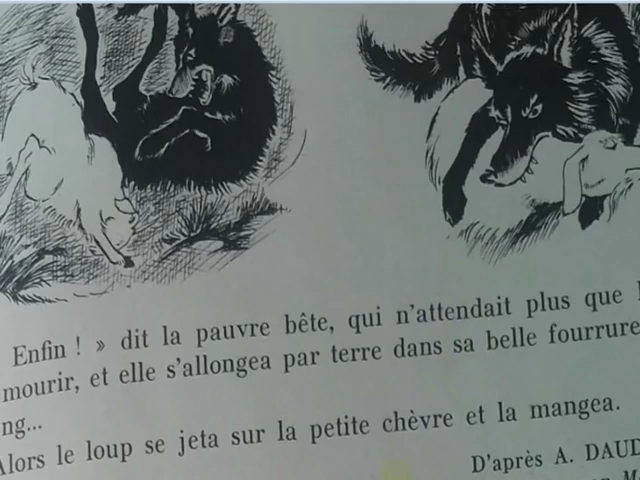 Enfin ! » dit la pauvre bête, qui n'attendait plus que
mourir, et elle s'allongea par terre dans sa belle fourrure
ng...
Alors le loup se jeta sur la petite chèvre et la mangea.
D'après A. DAUD